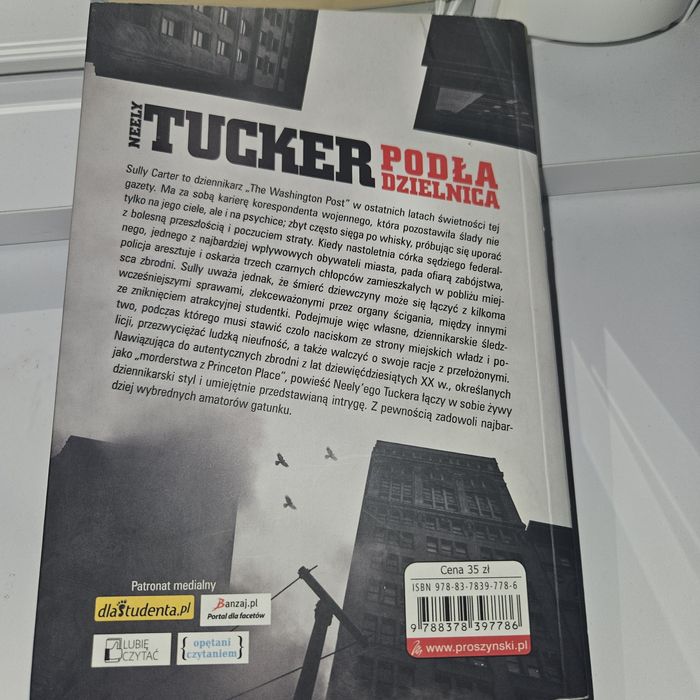 NEELY
TUCKER
PODŁA
DZIELNICA
Sully Carter to dziennikarz „The Washington Post” w ostatnich latach świetności tej
gazety. Ma za sobą karierę korespondenta wojennego, która pozostawiła ślady nie
tylko na jego ciele, ale i na psychice; zbyt często sięga po whisky, próbując się uporać
z bolesną przeszłością i poczuciem straty. Kiedy nastoletnia córka sędziego federal-
nego, jednego z najbardziej wpływowych obywateli miasta, pada ofiarą zabójstwa,
policja aresztuje i oskarża trzech czarnych chłopców zamieszkałych w pobliżu miej-
sca zbrodni. Sully uważa jednak, że śmierć dziewczyny może się łączyć z kilkoma
wcześniejszymi sprawami, zlekceważonymi przez organy ścigania, między innymi
ze zniknięciem atrakcyjnej studentki. Podejmuje więc własne, dziennikarskie śledz-
two, podczas którego musi stawić czoło naciskom ze strony miejskich władz i po-
licji, przezwyciężać ludzką nieufność, a także walczyć o swoje racje z przełożonymi.
Nawiązująca do autentycznych zbrodni z lat dziewięćdziesiątych XX w., określanych
jako „morderstwa z Princeton Place”, powieść Neely'ego Tuckera łączy w sobie żywy
dziennikarski styl i umiejętnie przedstawianą intrygę. Z pewnością zadowoli najbar-
dziej wybrednych amatorów gatunku.
Patronat medialny
dlaStudenta.pl
Banzaj.pl
Portal dla facetów
LUBIĘ
CZYTAĆ
opętani
czytaniem
Cena 35 zł
ISBN 978-83-7839-778-6
9 788378 397786
www.proszynski.pl